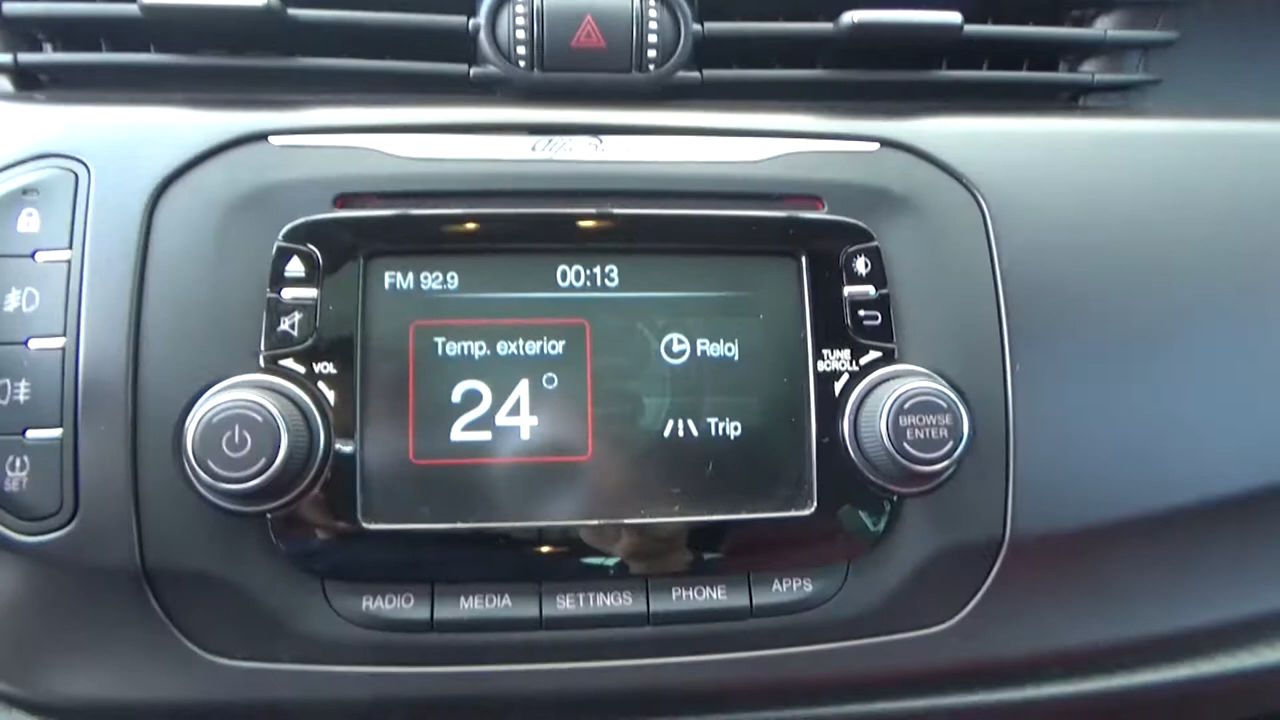 FM 92.9
00:13
Temp. exterior
24°
Reloj
Trip
VOL
TUNE
SCROLL
BROWSE
ENTER
SET
RADIO
MEDIA
SETTINGS
PHONE
APPS